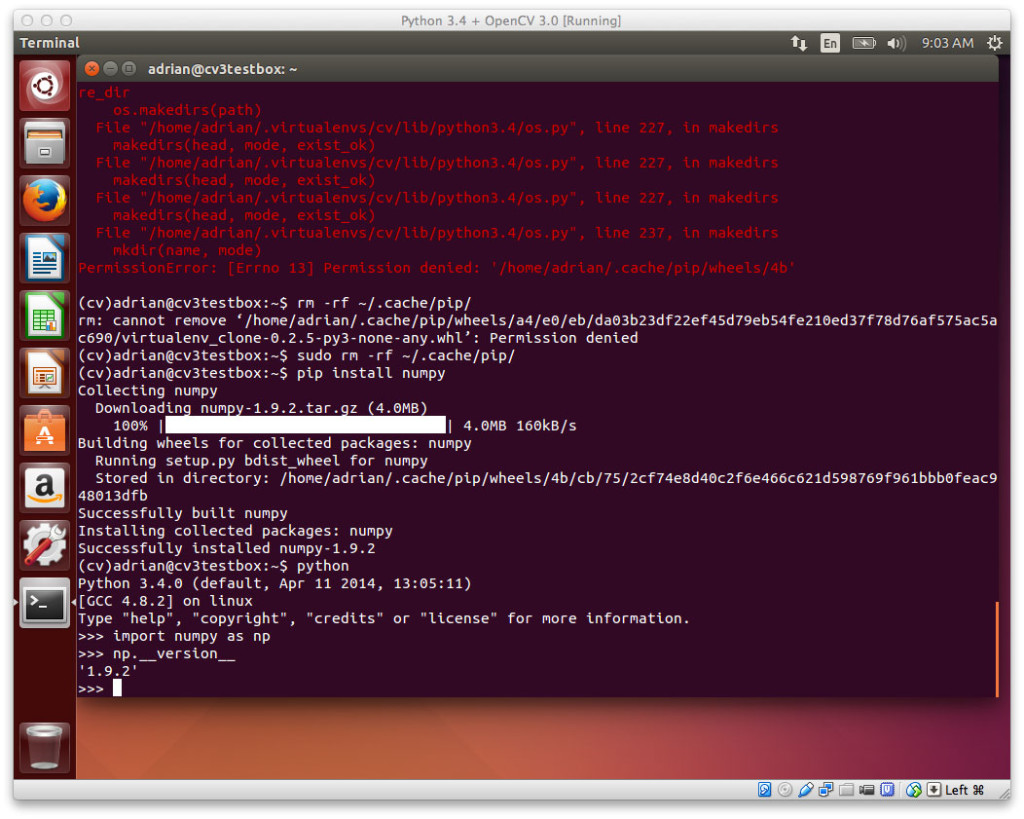 Python 3.4 + OpenCV 3.0 [Running]
Terminal
En
9:03 AM
adrian@cv3testbox: ~
re_dir
    os.makedirs(path)
  File "/home/adrian/.virtualenvs/cv/lib/python3.4/os.py", line 227, in makedirs
    makedirs(head, mode, exist_ok)
  File "/home/adrian/.virtualenvs/cv/lib/python3.4/os.py", line 227, in makedirs
    makedirs(head, mode, exist_ok)
  File "/home/adrian/.virtualenvs/cv/lib/python3.4/os.py", line 227, in makedirs
    makedirs(head, mode, exist_ok)
  File "/home/adrian/.virtualenvs/cv/lib/python3.4/os.py", line 237, in makedirs
    mkdir(name, mode)
PermissionError: [Errno 13] Permission denied: '/home/adrian/.cache/pip/wheels/4b'
(cv)adrian@cv3testbox:~$ rm -rf ~/.cache/pip/
rm: cannot remove ‘/home/adrian/.cache/pip/wheels/a4/e0/eb/da03b23df22ef45d79eb54fe210ed37f78d76af575ac5a
c690/virtualenv_clone-0.2.5-py3-none-any.whl’: Permission denied
(cv)adrian@cv3testbox:~$ sudo rm -rf ~/.cache/pip/
(cv)adrian@cv3testbox:~$ pip install numpy
Collecting numpy
  Downloading numpy-1.9.2.tar.gz (4.0MB)
    100% |                                | 4.0MB 160kB/s
Building wheels for collected packages: numpy
  Running setup.py bdist_wheel for numpy
  Stored in directory: /home/adrian/.cache/pip/wheels/4b/cb/75/2cf74e8d40c2f6e466c621d598769f961bbb0feac9
48013dfb
Successfully built numpy
Installing collected packages: numpy
Successfully installed numpy-1.9.2
(cv)adrian@cv3testbox:~$ python
Python 3.4.0 (default, Apr 11 2014, 13:05:11)
[GCC 4.8.2] on linux
Type "help", "copyright", "credits" or "license" for more information.
>>> import numpy as np
>>> np.__version__
'1.9.2'
>>>
Left ⌘